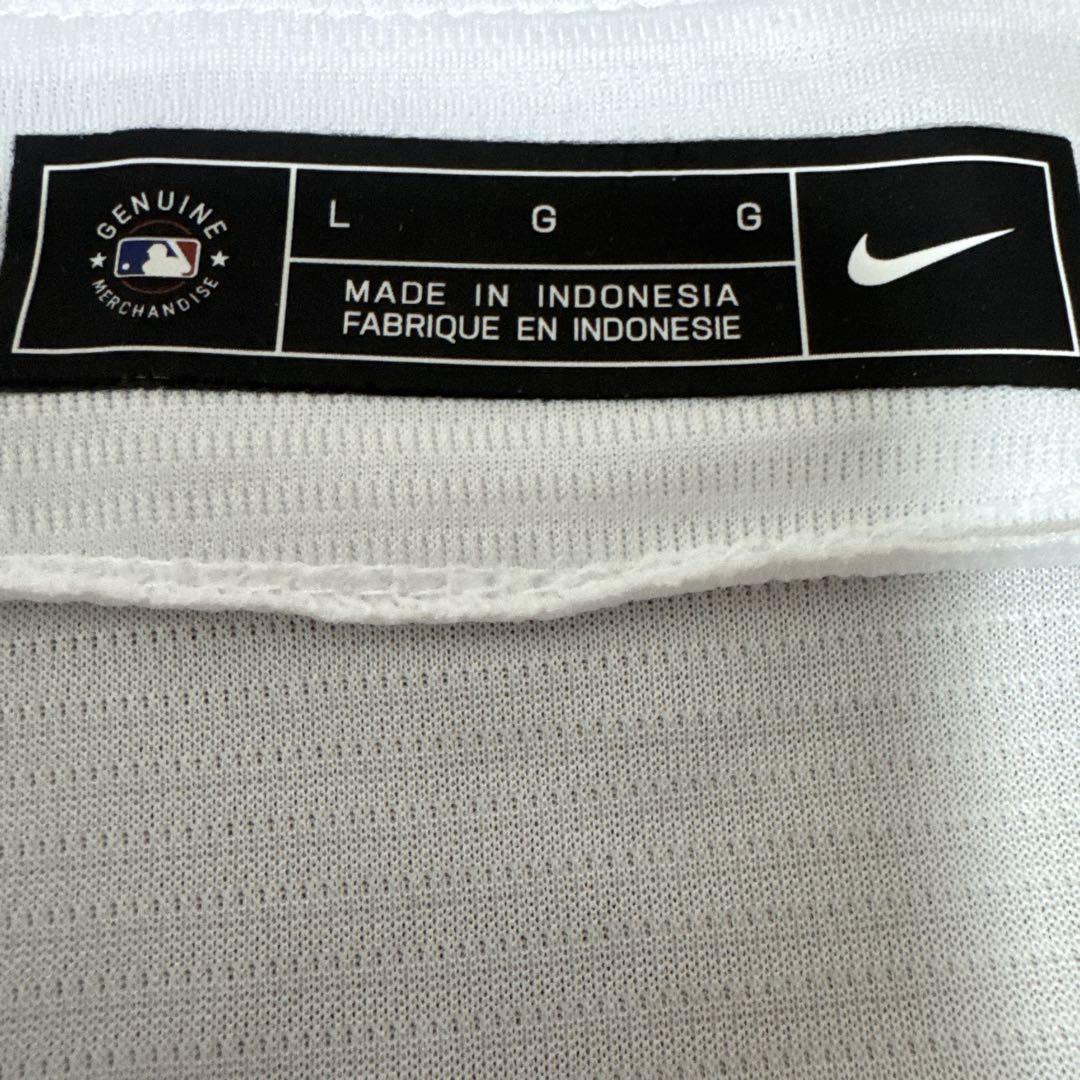 GENUINE
MERCHANDISE
L G G
MADE IN INDONESIA
FABRIQUE EN INDONESIE